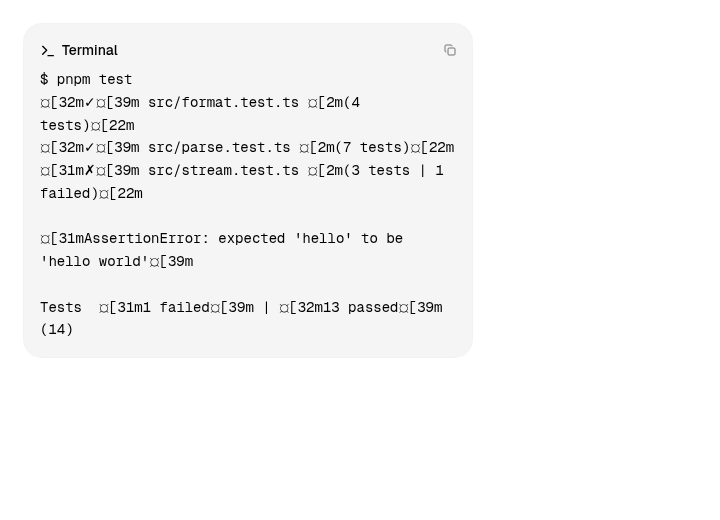 Terminal
$ pnpm test
¤[32m✓¤[39m src/format.test.ts ¤[2m(4
tests)¤[22m
¤[32m✓¤[39m src/parse.test.ts ¤[2m(7 tests)¤[22m
¤[31m✗¤[39m src/stream.test.ts ¤[2m(3 tests | 1
failed)¤[22m
¤[31mAssertionError: expected 'hello' to be
'hello world'¤[39m
Tests  ¤[31m1 failed¤[39m | ¤[32m13 passed¤[39m
(14)